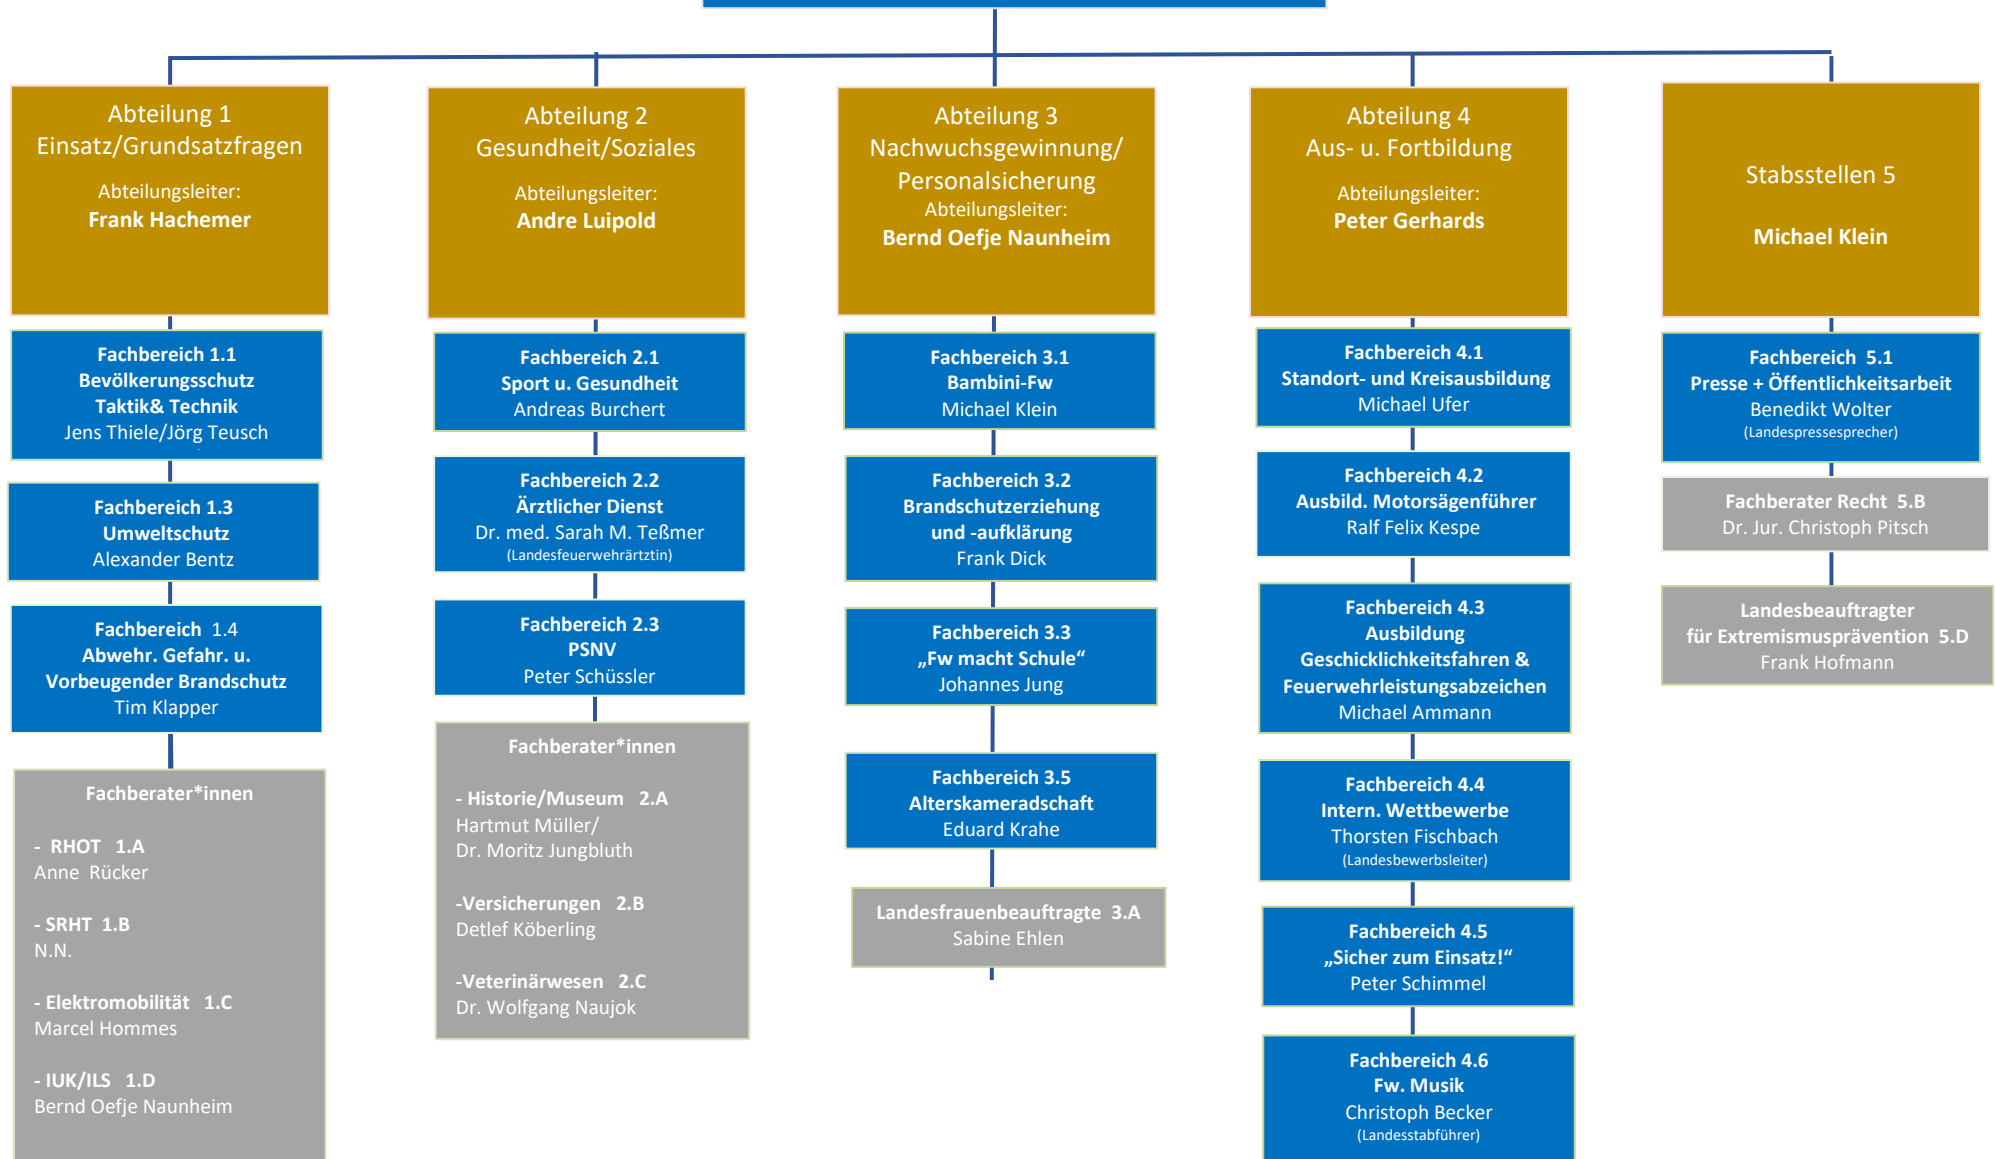 Abteilung 1
Einsatz/Grundsatzfragen
Abteilungsleiter:
Frank Hachemer
Fachbereich 1.1
Bevölkerungsschutz
Taktik& Technik
Jens Thiele/Jörg Teusch
Fachbereich 1.3
Umweltschutz
Alexander Bentz
Fachbereich 1.4
Abwehr. Gefahr. u.
Vorbeugender Brandschutz
Tim Klapper
Fachberater*innen
- RHOT 1.A
Anne Rücker
- SRHT 1.B
N.N.
- Elektromobilität 1.C
Marcel Hommes
- IUK/ILS 1.D
Bernd Oefje Naunheim
Abteilung 2
Gesundheit/Soziales
Abteilungsleiter:
Andre Luipold
Fachbereich 2.1
Sport u. Gesundheit
Andreas Burchert
Fachbereich 2.2
Ärztlicher Dienst
Dr. med. Sarah M. Teßmer
(Landesfeuerwehrärtztin)
Fachbereich 2.3
PSNV
Peter Schüssler
Fachberater*innen
- Historie/Museum 2.A
Hartmut Müller/
Dr. Moritz Jungbluth
-Versicherungen 2.B
Detlef Köberling
-Veterinärwesen 2.C
Dr. Wolfgang Naujok
Abteilung 3
Nachwuchsgewinnung/
Personalsicherung
Abteilungsleiter:
Bernd Oefje Naunheim
Fachbereich 3.1
Bambini-Fw
Michael Klein
Fachbereich 3.2
Brandschutzerziehung
und -aufklärung
Frank Dick
Fachbereich 3.3
„Fw macht Schule“
Johannes Jung
Fachbereich 3.5
Alterskameradschaft
Eduard Krahe
Landesfrauenbeauftragte 3.A
Sabine Ehlen
Abteilung 4
Aus- u. Fortbildung
Abteilungsleiter:
Peter Gerhards
Fachbereich 4.1
Standort- und Kreisausbildung
Michael Ufer
Fachbereich 4.2
Ausbild. Motorsägenführer
Ralf Felix Kespe
Fachbereich 4.3
Ausbildung
Geschicklichkeitsfahren &
Feuerwehrleistungsabzeichen
Michael Ammann
Fachbereich 4.4
Intern. Wettbewerbe
Thorsten Fischbach
(Landesbewerbsleiter)
Fachbereich 4.5
„Sicher zum Einsatz!“
Peter Schimmel
Fachbereich 4.6
Fw. Musik
Christoph Becker
(Landesstabführer)
Stabsstellen 5
Michael Klein
Fachbereich 5.1
Presse + Öffentlichkeitsarbeit
Benedikt Wolter
(Landespressesprecher)
Fachberater Recht 5.B
Dr. Jur. Christoph Pitsch
Landesbeauftragter
für Extremismusprävention 5.D
Frank Hofmann